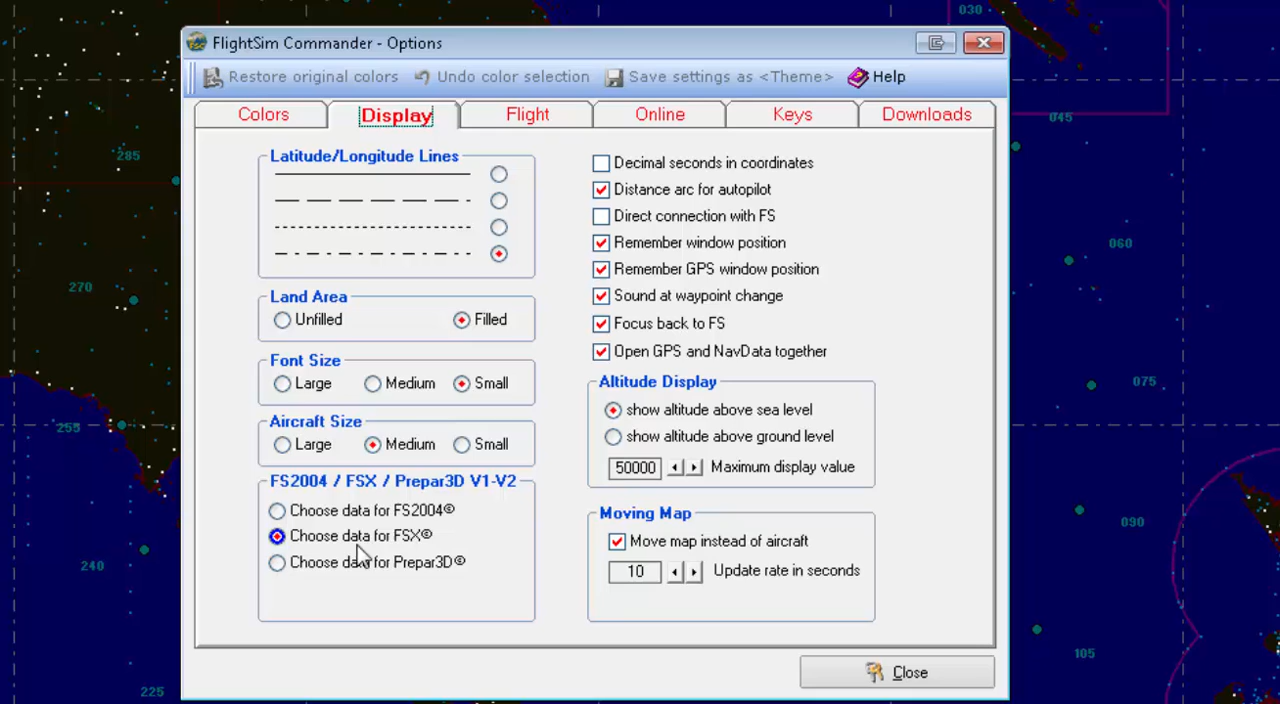 030
FlightSim Commander - Options
Restore original colors Undo color selection Save settings as <Theme> Help
Colors Display Flight Online Keys Downloads
045
285
Latitude/Longitude Lines
Decimal seconds in coordinates
Distance arc for autopilot
Direct connection with FS
Remember window position
060
Remember GPS window position
270
Land Area
Sound at waypoint change
Unfilled Filled
Focus back to FS
Open GPS and NavData together
Font Size
Large Medium Small
075
Altitude Display
show altitude above sea level
Aircraft Size
255
show altitude above ground level
Large Medium Small
50000 Maximum display value
FS2004 / FSX / Prepar3D V1-V2
Choose data for FS2004©
Choose data for FSX©
Choose data for Prepar3D©
Moving Map
090
Move map instead of aircraft
240
10 Update rate in seconds
105
Close
225